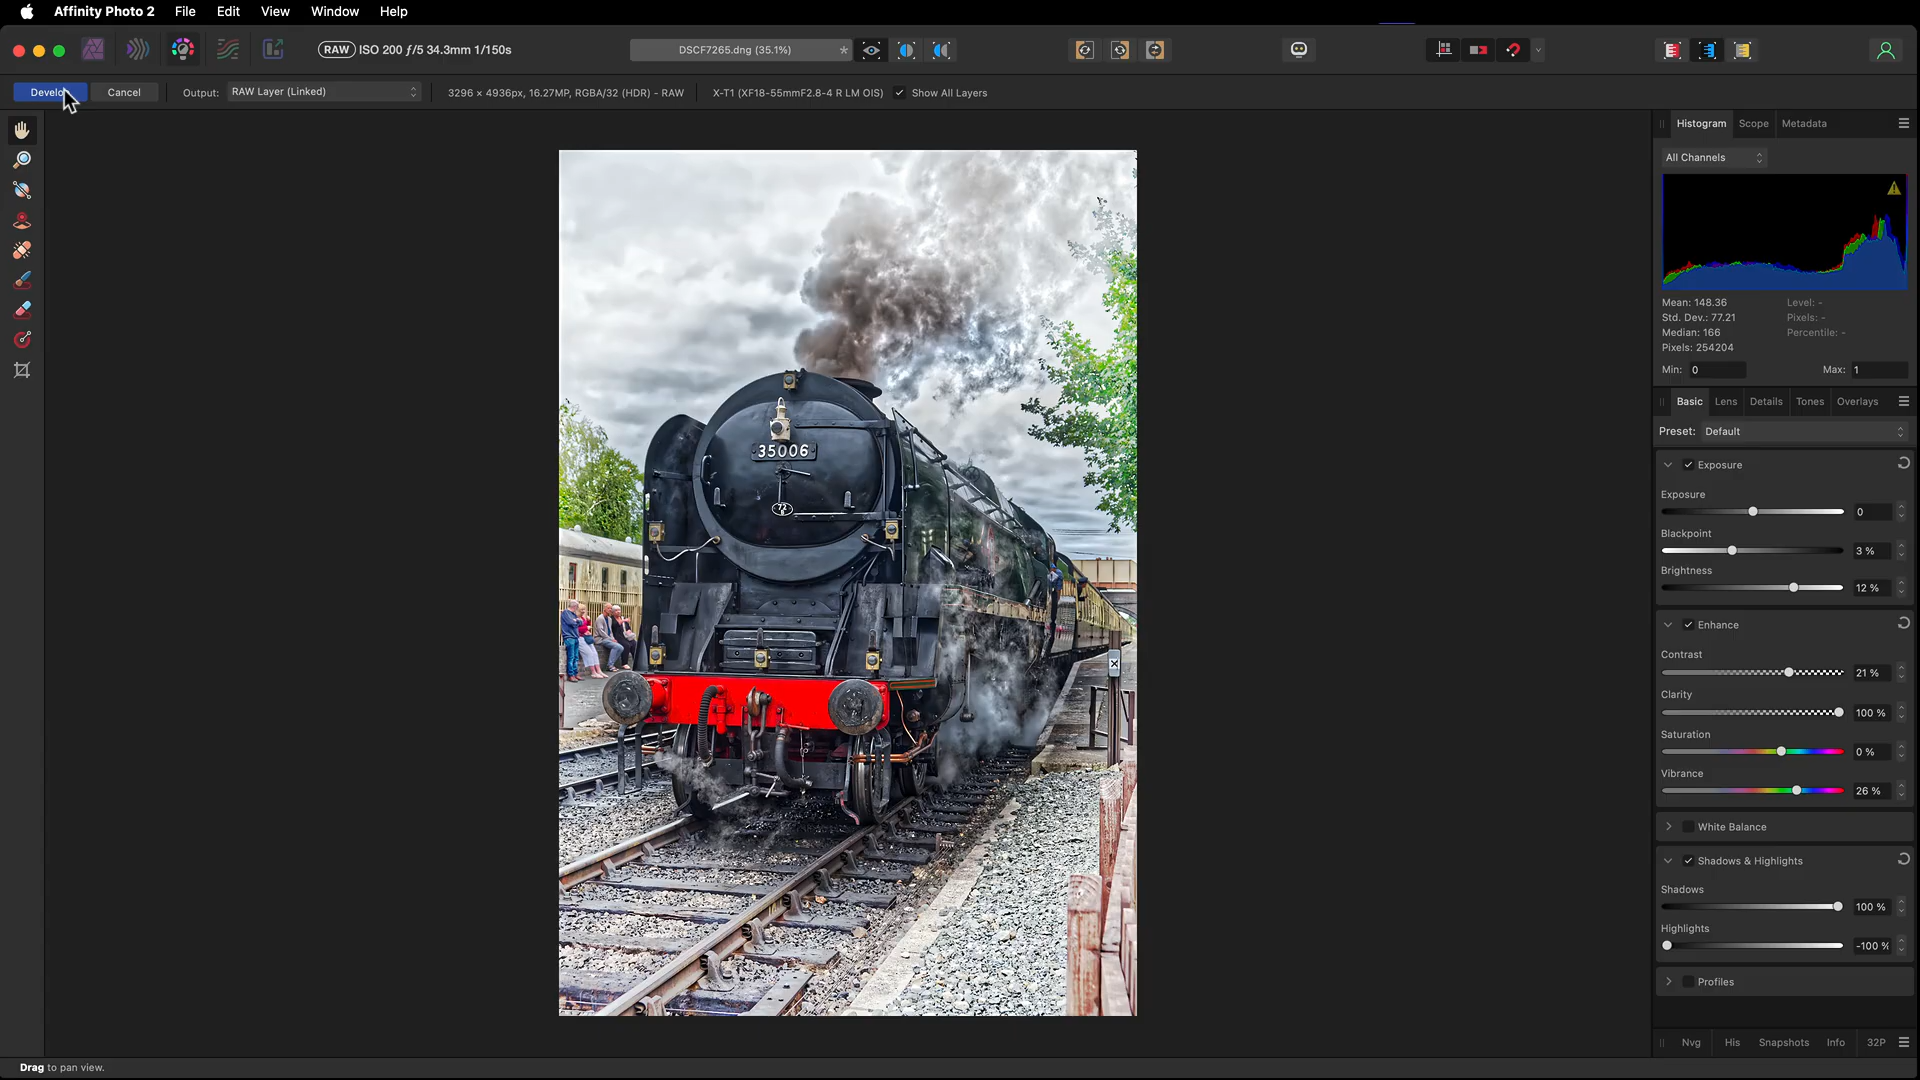 Affinity Photo 2 File Edit View Window Help
RAW ISO 200 ƒ/5 34.3mm 1/150s
DSCF7265.dng (35.1%) *
Develop Cancel Output: RAW Layer (Linked) 3296 × 4936px, 16.27MP, RGBA/32 (HDR) - RAW X-T1 (XF18-55mmF2.8-4 R LM OIS) Show All Layers
Histogram Scope Metadata
All Channels
Mean: 148.36 Level: -
Std. Dev.: 77.21 Pixels: -
Median: 166 Percentile: -
Pixels: 254204
Min: 0 Max: 1
Basic Lens Details Tones Overlays
Preset: Default
Exposure
Exposure
0
Blackpoint
3 %
Brightness
12 %
Enhance
Contrast
21 %
Clarity
100 %
Saturation
0 %
Vibrance
26 %
White Balance
Shadows & Highlights
Shadows
100 %
Highlights
-100 %
Profiles
Nvg His Snapshots Info 32P
35006
Drag to pan view.